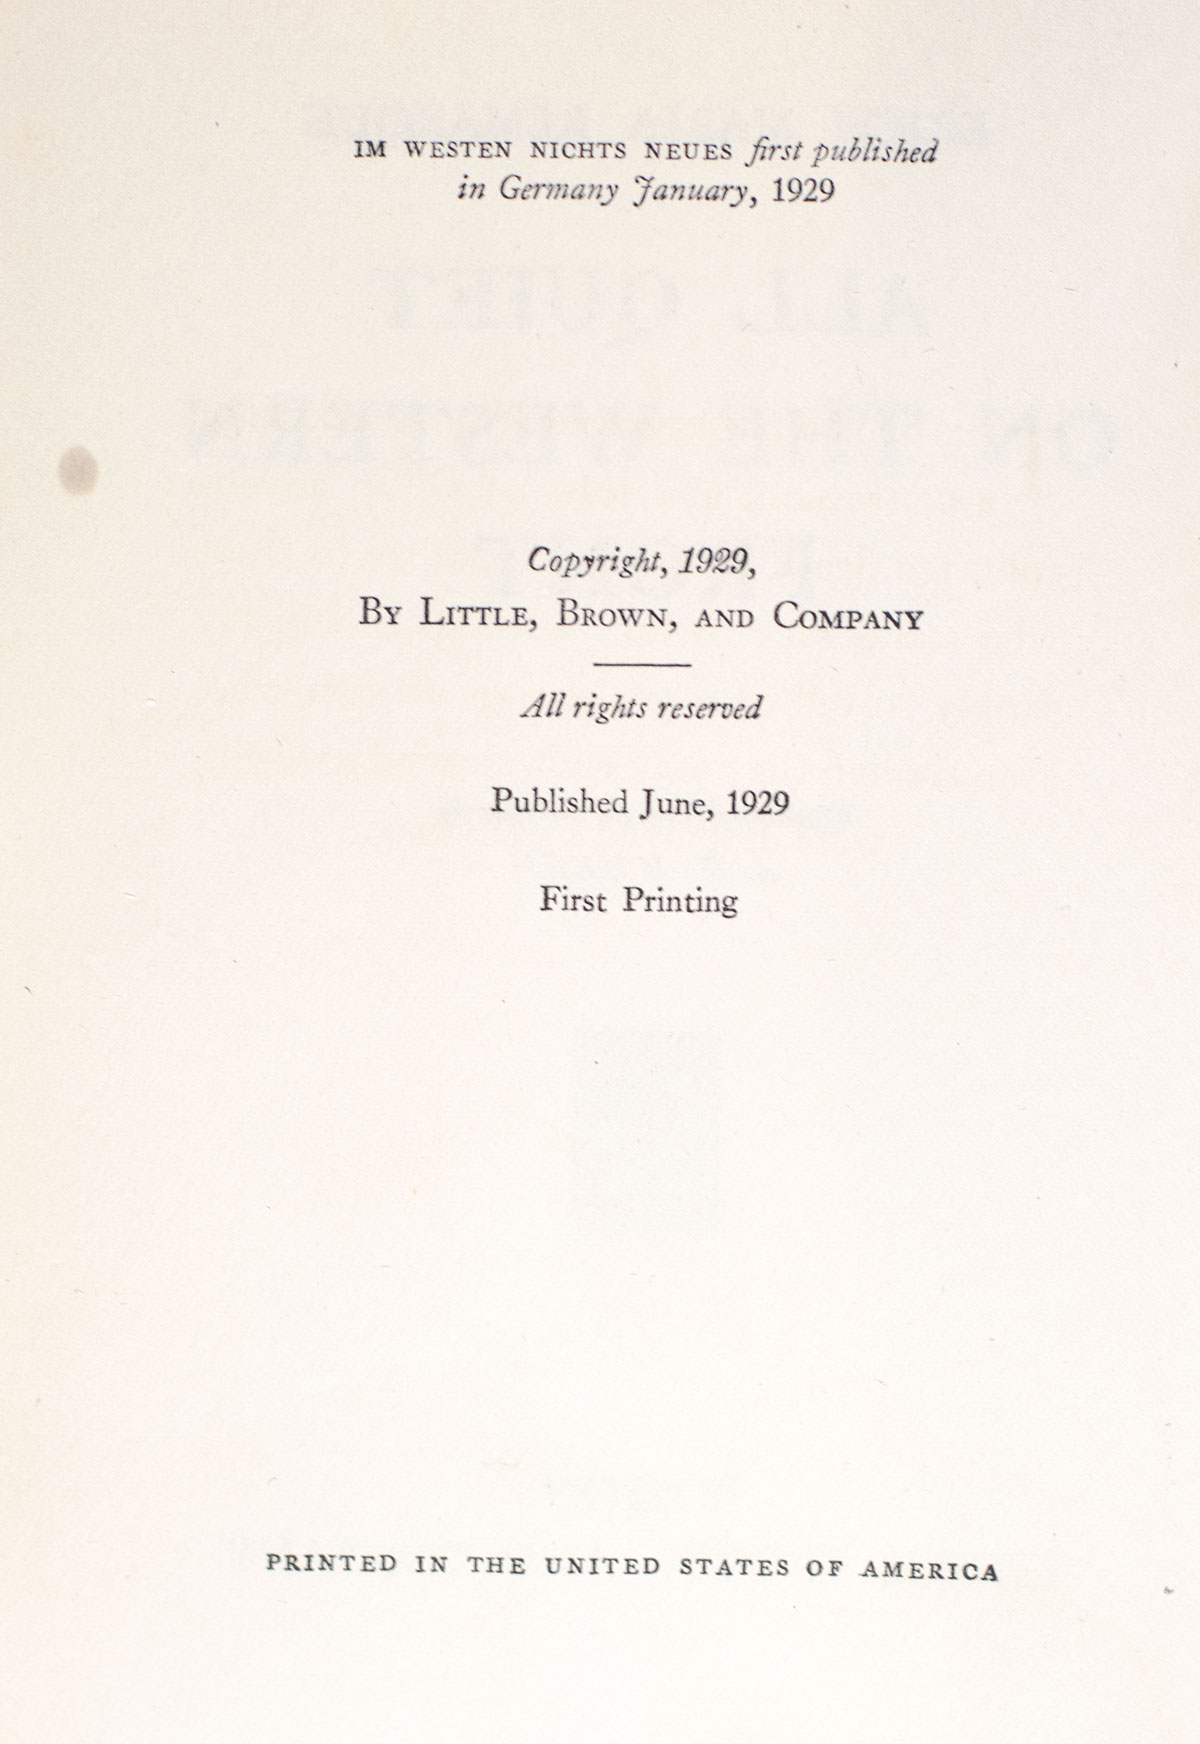 IM WESTEN NICHTS NEUES first published
in Germany January, 1929
Copyright, 1929,
By Little, Brown, and Company
All rights reserved
Published June, 1929
First Printing
PRINTED IN THE UNITED STATES OF AMERICA